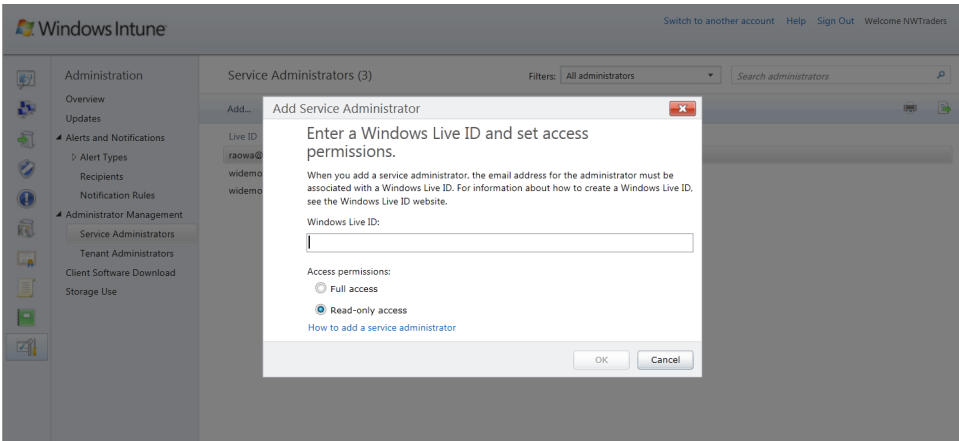 Switch to another account Help Sign Out Welcome NWTraders
Windows Intune
Administration
Overview
Updates
Alerts and Notifications
Alert Types
Recipients
Notification Rules
Administrator Management
Service Administrators
Tenant Administrators
Client Software Download
Storage Use
Service Administrators (3)
Filters: All administrators
Search administrators
Add...
Live ID
raowa@
widemo
widemo
Add Service Administrator
Enter a Windows Live ID and set access
permissions.
When you add a service administrator, the email address for the administrator must be
associated with a Windows Live ID. For information about how to create a Windows Live ID,
see the Windows Live ID website.
Windows Live ID:
Access permissions:
Full access
Read-only access
How to add a service administrator
OK Cancel